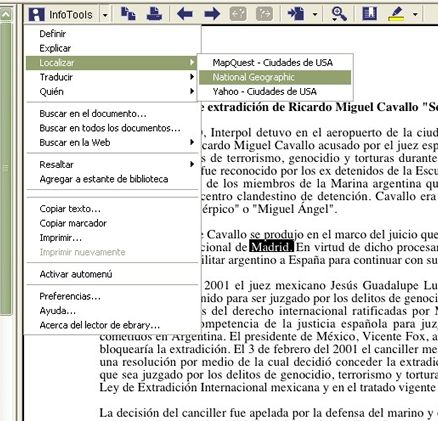 InfoTools
Definir
Explicar
Localizar
Traducir
Quién
Buscar en el documento...
Buscar en todos los documentos...
Buscar en la Web
Resaltar
Agregar a estante de biblioteca
Copiar texto...
Copiar marcador
Imprimir...
Imprimir nuevamente
Activar automenú
Preferencias...
Ayuda...
Acerca del lector de ebrary...
MapQuest - Ciudades de USA
National Geographic
Yahoo - Ciudades de USA
e extradición de Ricardo Miguel Cavallo "Se
, Interpol detuvo en el aeropuerto de la ciud
cardo Miguel Cavallo acusado por el juez esp
s de terrorismo, genocidio y torturas durante
fue reconocido por los ex detenidos de la Escu
de los miembros de la Marina argentina qu
centro clandestino de detención. Cavallo era
érpico" o "Miguel Ángel".
e Cavallo se produjo en el marco del juicio que
cional de Madrid. En virtud de dicho procesar
ilitar argentino a España para continuar con su
2001 el juez mexicano Jesús Guadalupe Lu
nido para ser juzgado por los delitos de genoc
s del derecho internacional ratificadas por M
ompetencia de la justicia española para juzg
cometidos en Argentina. El presidente de México, Vicente Fox, a
bloquearía la extradición. El 3 de febrero del 2001 el canciller me
una resolución por medio de la cual decidió conceder la extradic
que sea juzgado por los delitos de genocidio, terrorismo y tortura
Ley de Extradición Internacional mexicana y en el tratado vigente
La decisión del canciller fue apelada por la defensa del marino y